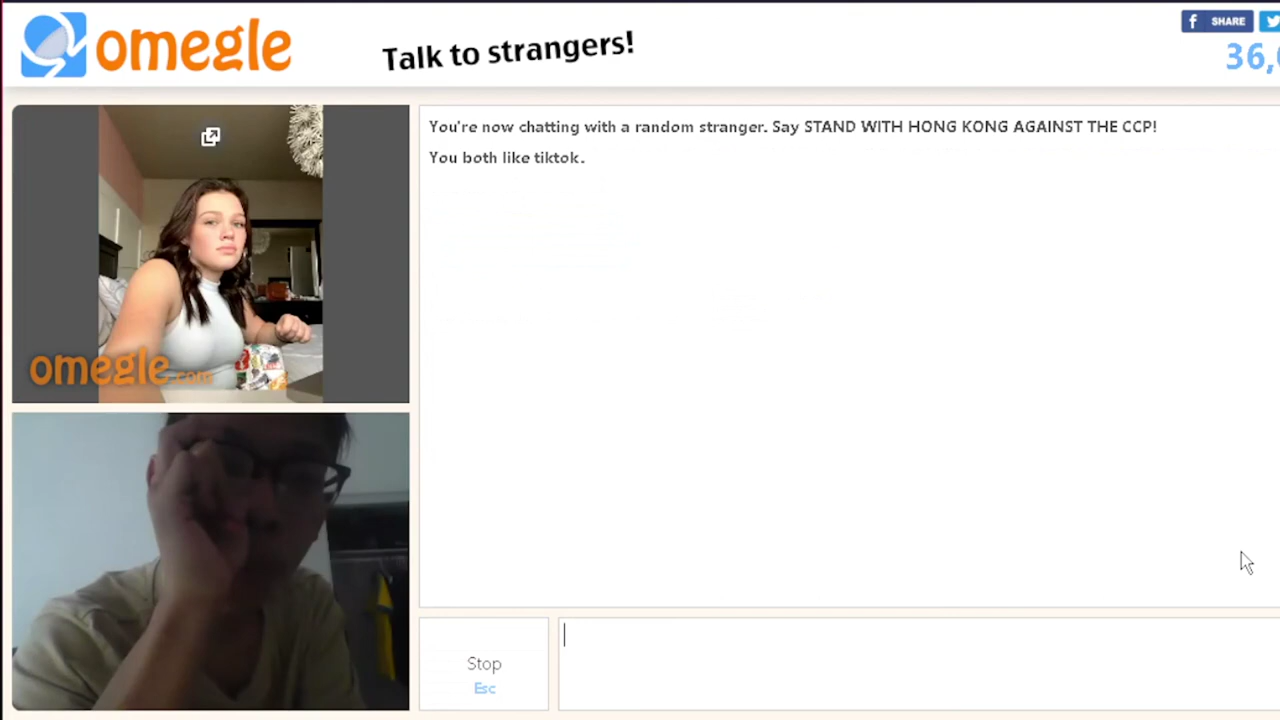 omegle
Talk to strangers!
f SHARE
36,
You're now chatting with a random stranger. Say STAND WITH HONG KONG AGAINST THE CCP!
You both like tiktok.
omegle.com
Stop
Esc